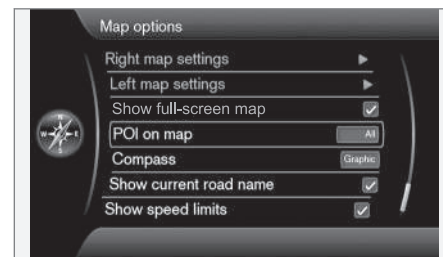 Map options
Right map settings
Left map settings
Show full-screen map
POI on map All
Compass Graphic
Show current road name
Show speed limits
N
W E
S